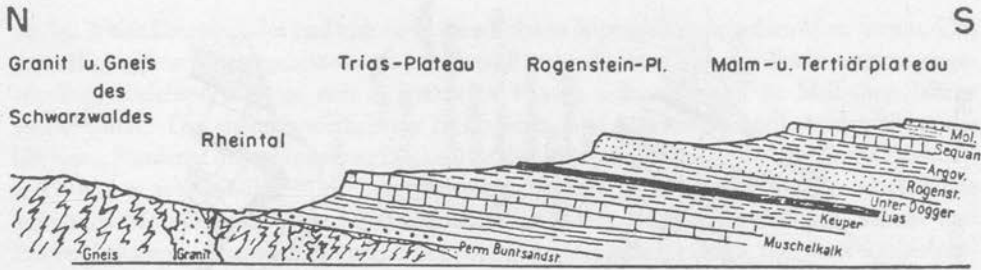 N
S
Granit u. Gneis
des
Schwarzwaldes
Trias-Plateau
Rogenstein-Pl.
Malm- u. Tertiärplateau
Rheintal
Mol.
Sequan
Argov.
Rogenstr.
Unter Dogger
Lias
Keuper
Muschelkalk
Perm Buntsandst.
Gneis
Granit